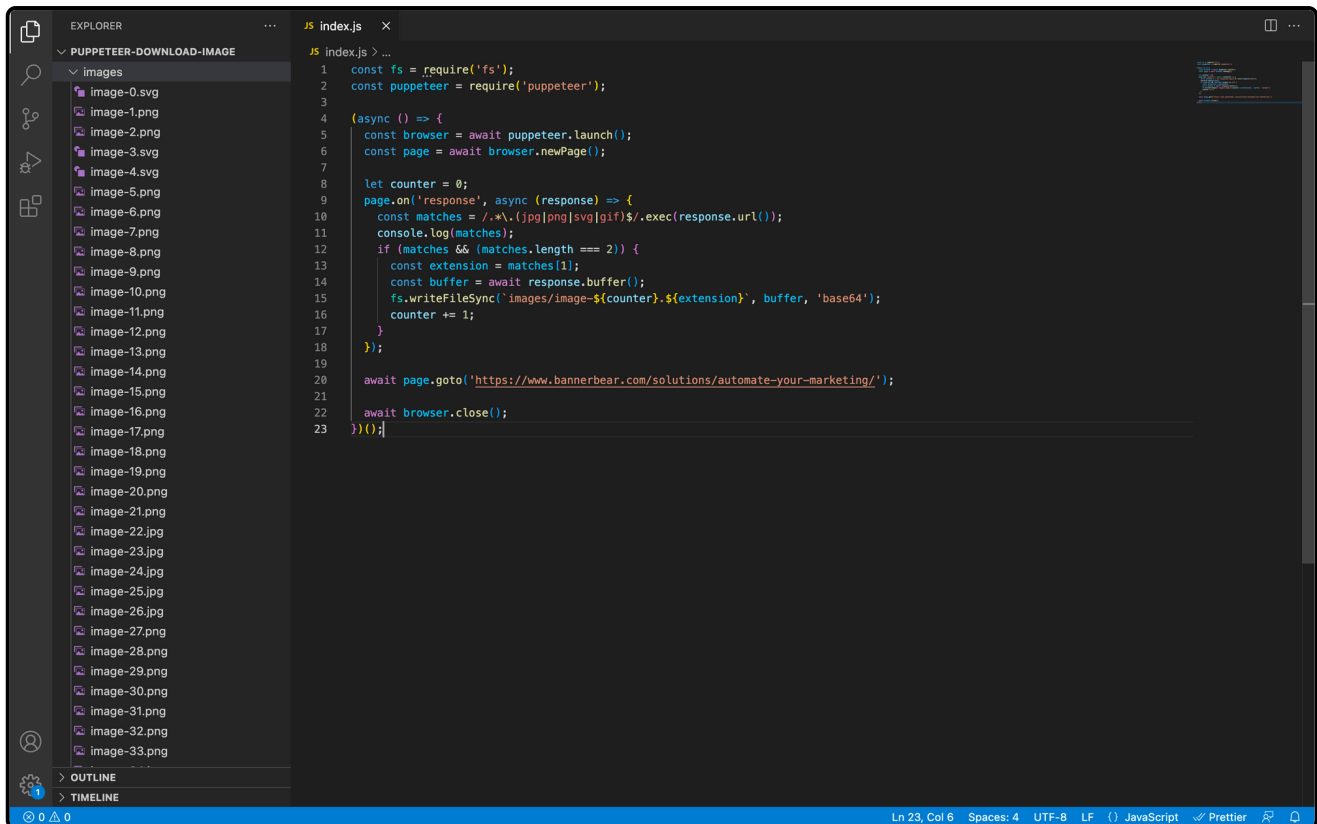 EXPLORER
PUPPETEER-DOWNLOAD-IMAGE
images
image-0.svg
image-1.png
image-2.png
image-3.svg
image-4.svg
image-5.png
image-6.png
image-7.png
image-8.png
image-9.png
image-10.png
image-11.png
image-12.png
image-13.png
image-14.png
image-15.png
image-16.png
image-17.png
image-18.png
image-19.png
image-20.png
image-21.png
image-22.jpg
image-23.jpg
image-24.jpg
image-25.jpg
image-26.jpg
image-27.png
image-28.png
image-29.png
image-30.png
image-31.png
image-32.png
image-33.png
OUTLINE
TIMELINE
JS index.js
JS index.js > ...
1 const fs = require('fs');
2 const puppeteer = require('puppeteer');
3
4 (async () => {
5   const browser = await puppeteer.launch();
6   const page = await browser.newPage();
7
8   let counter = 0;
9   page.on('response', async (response) => {
10     const matches = /.*\.(jpg|png|svg|gif)$/.exec(response.url());
11     console.log(matches);
12     if (matches && (matches.length === 2)) {
13       const extension = matches[1];
14       const buffer = await response.buffer();
15       fs.writeFileSync(`images/image-${counter}.${extension}`, buffer, 'base64');
16       counter += 1;
17     }
18   });
19
20   await page.goto('https://www.bannerbear.com/solutions/automate-your-marketing/');
21
22   await browser.close();
23 })();
1
0 0
Ln 23, Col 6 Spaces: 4 UTF-8 LF {} JavaScript Prettier